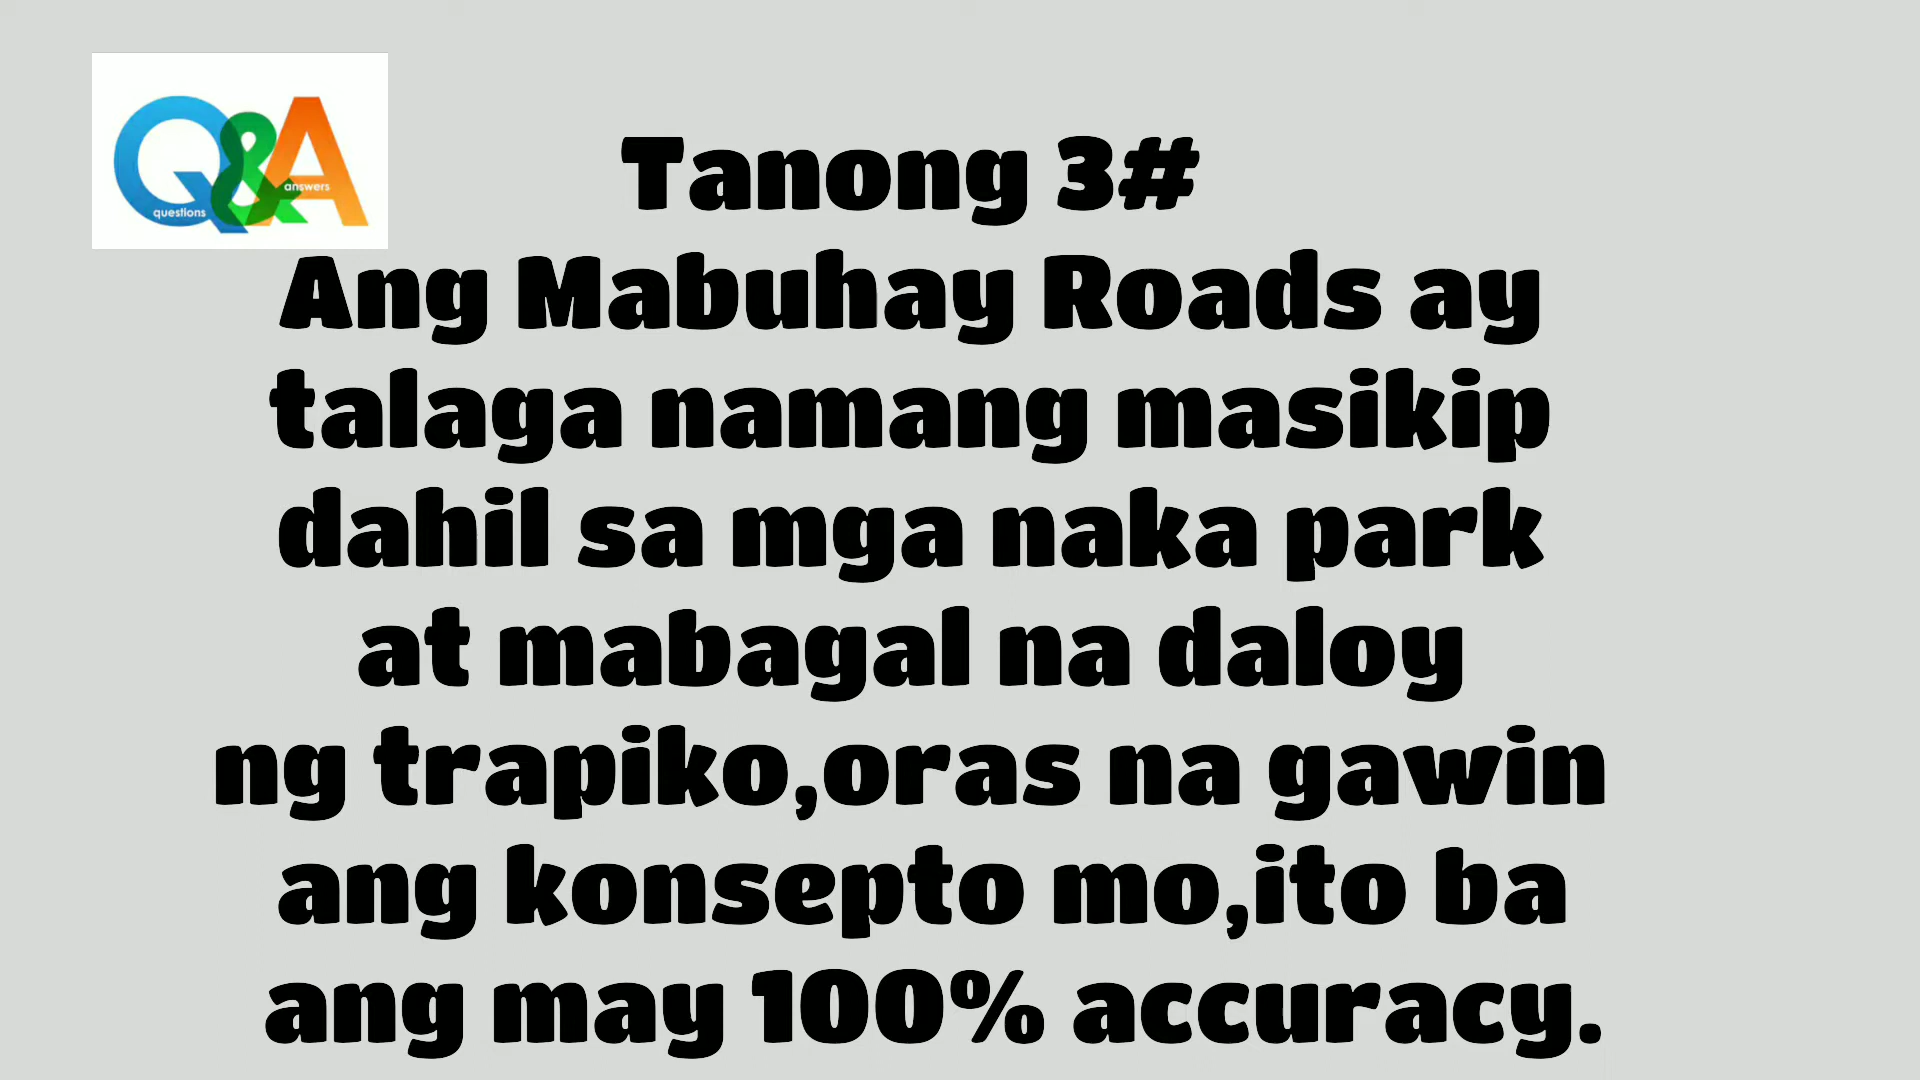 Q&A
questions
answers
Tanong 3#
Ang Mabuhay Roads ay
talaga namang masikip
dahil sa mga naka park
at mabagal na daloy
ng trapiko,oras na gawin
ang konsepto mo,ito ba
ang may 100% accuracy.